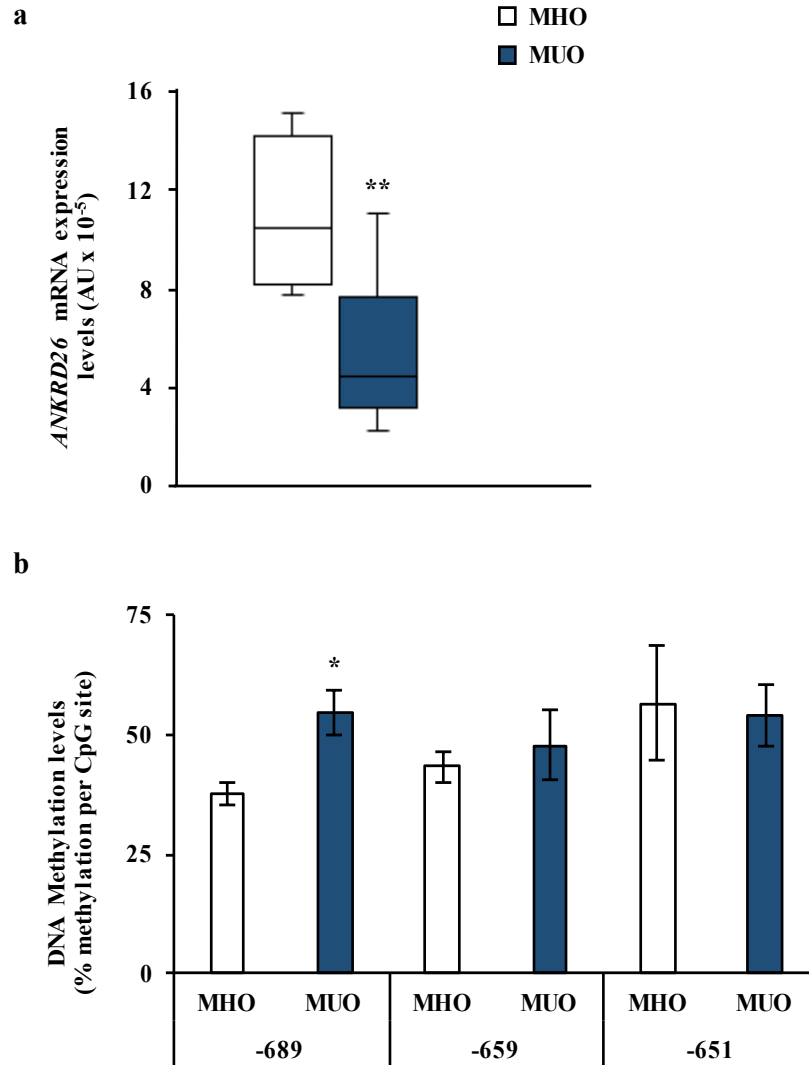 a
MHO
MUO
ANKRD26 mRNA expression
levels (AU x 10-5)
16
12
8
4
0
**
b
DNA Methylation levels
(% methylation per CpG site)
75
50
25
0
*
MHO MUO MHO MUO MHO MUO
-689 -659 -651